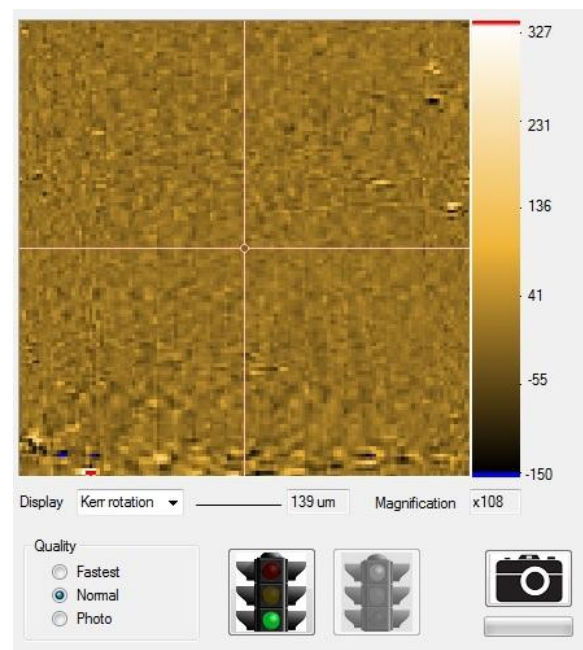 327
231
136
41
-55
-150
Display Kerr rotation 139 um Magnification x108
Quality
Fastest
Normal
Photo